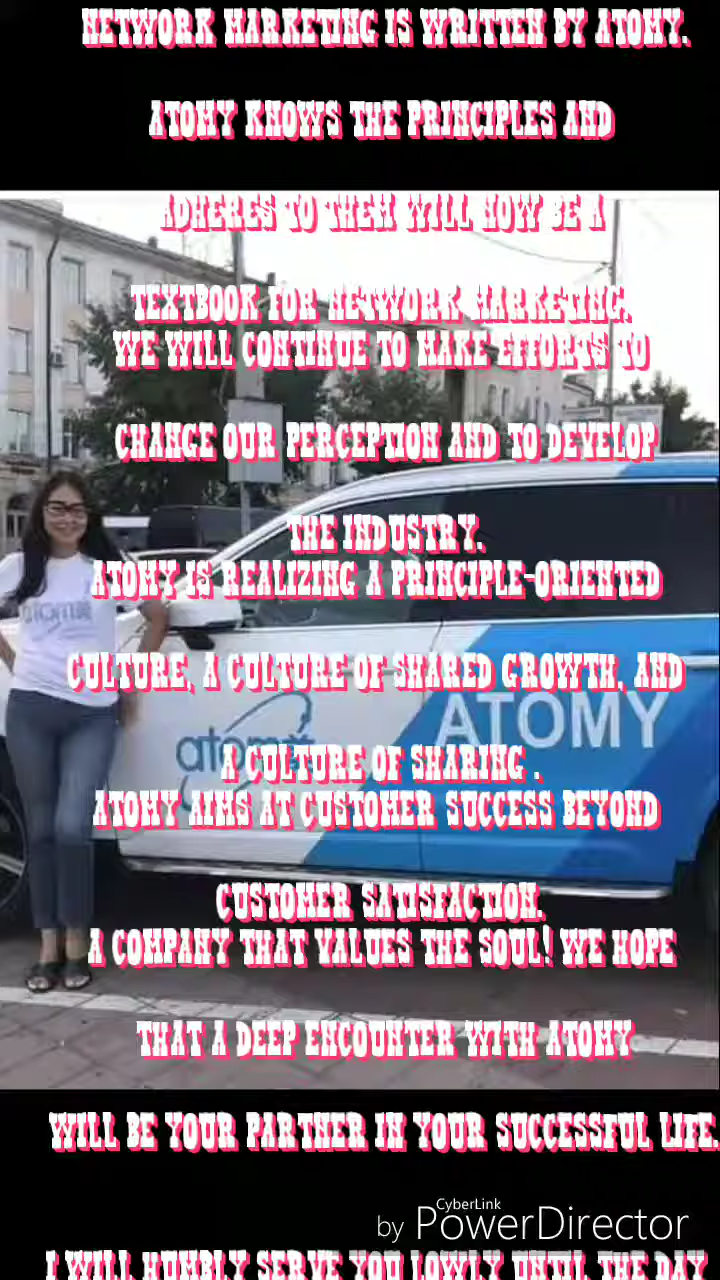 NETWORK MARKETING IS WRITTEN BY ATOMY.
ATOMY KNOWS THE PRINCIPLES AND
ADHERES TO THEM WILL NOW BE A
TEXTBOOK FOR NETWORK MARKETING.
WE WILL CONTINUE TO MAKE EFFORTS TO
CHANGE OUR PERCEPTION AND TO DEVELOP
THE INDUSTRY.
ATOMY IS REALIZING A PRINCIPLE-ORIENTED
CULTURE, A CULTURE OF SHARED GROWTH, AND
ATOMY
atomy
A CULTURE OF SHARING .
ATOMY AIMS AT CUSTOMER SUCCESS BEYOND
CUSTOMER SATISFACTION.
A COMPANY THAT VALUES THE SOUL! WE HOPE
THAT A DEEP ENCOUNTER WITH ATOMY
WILL BE YOUR PARTNER IN YOUR SUCCESSFUL LIFE.
by CyberLink PowerDirector
I WILL HUMBLY SERVE YOU LOWLY UNTIL THE DAY